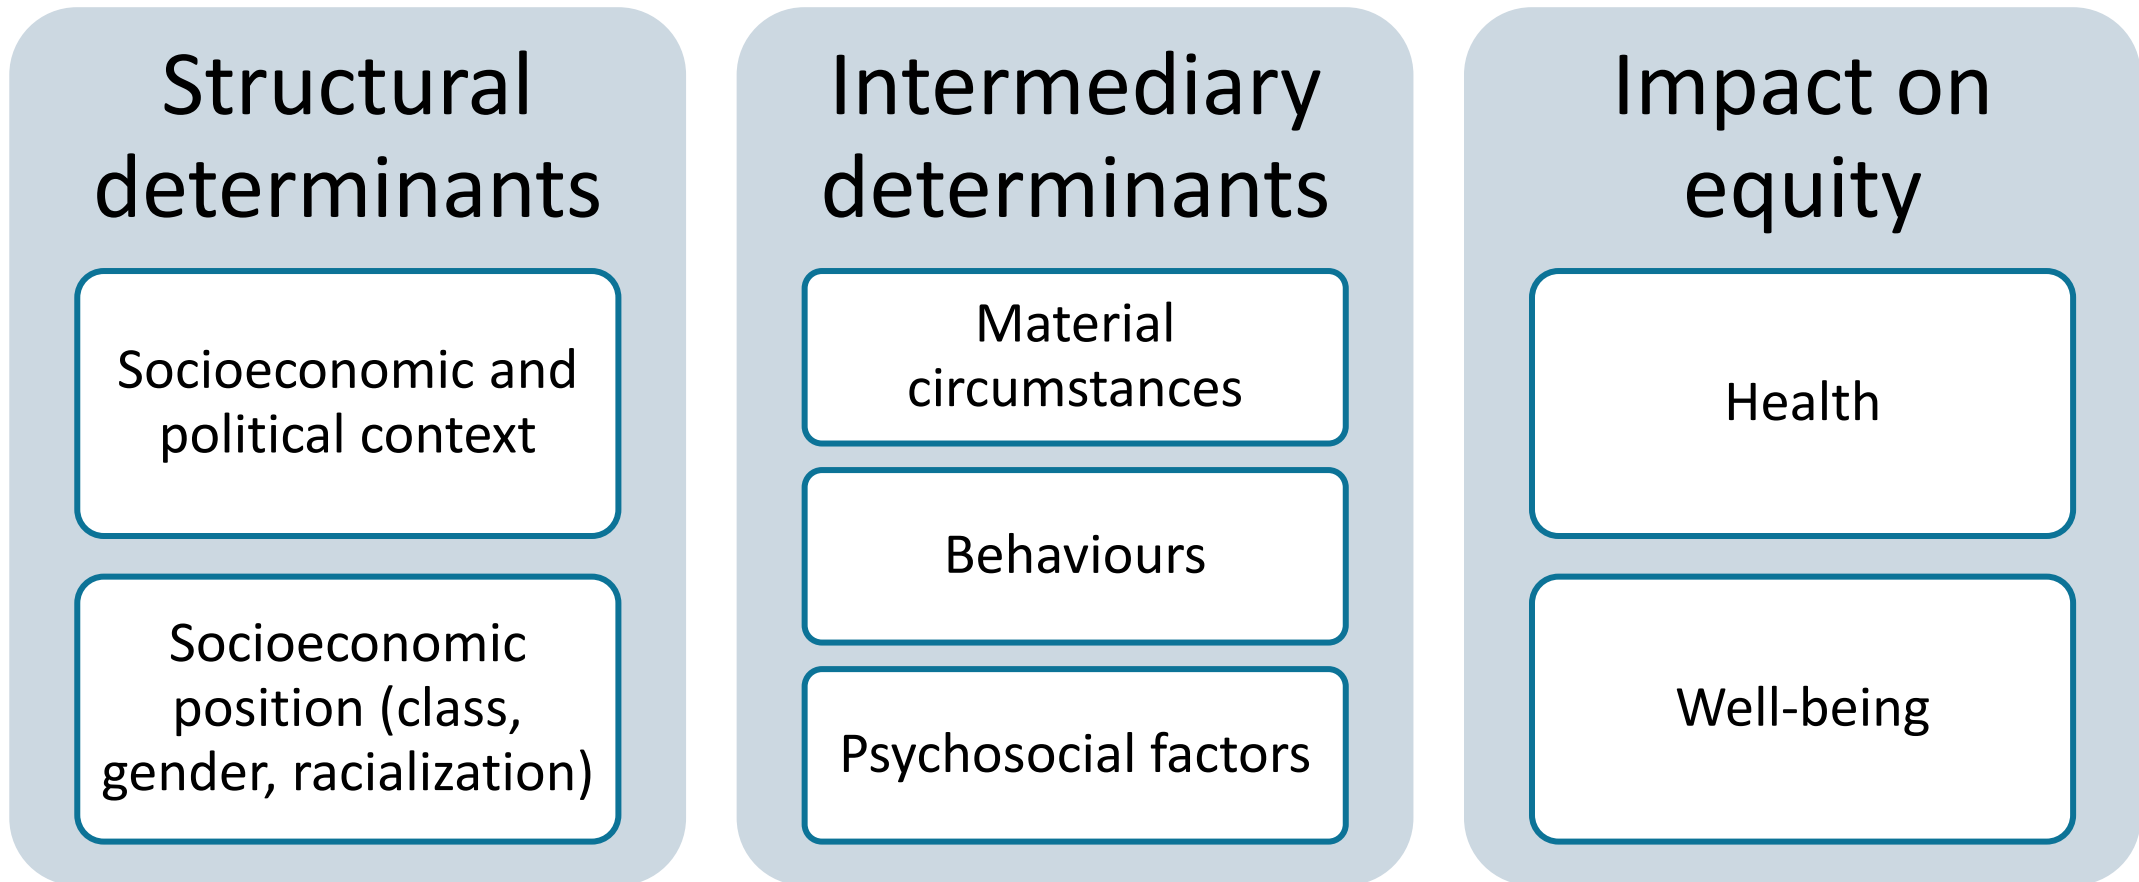 Structural
determinants
Socioeconomic and
political context
Socioeconomic
position (class,
gender, racialization)
Intermediary
determinants
Material
circumstances
Behaviours
Psychosocial factors
Impact on
equity
Health
Well-being